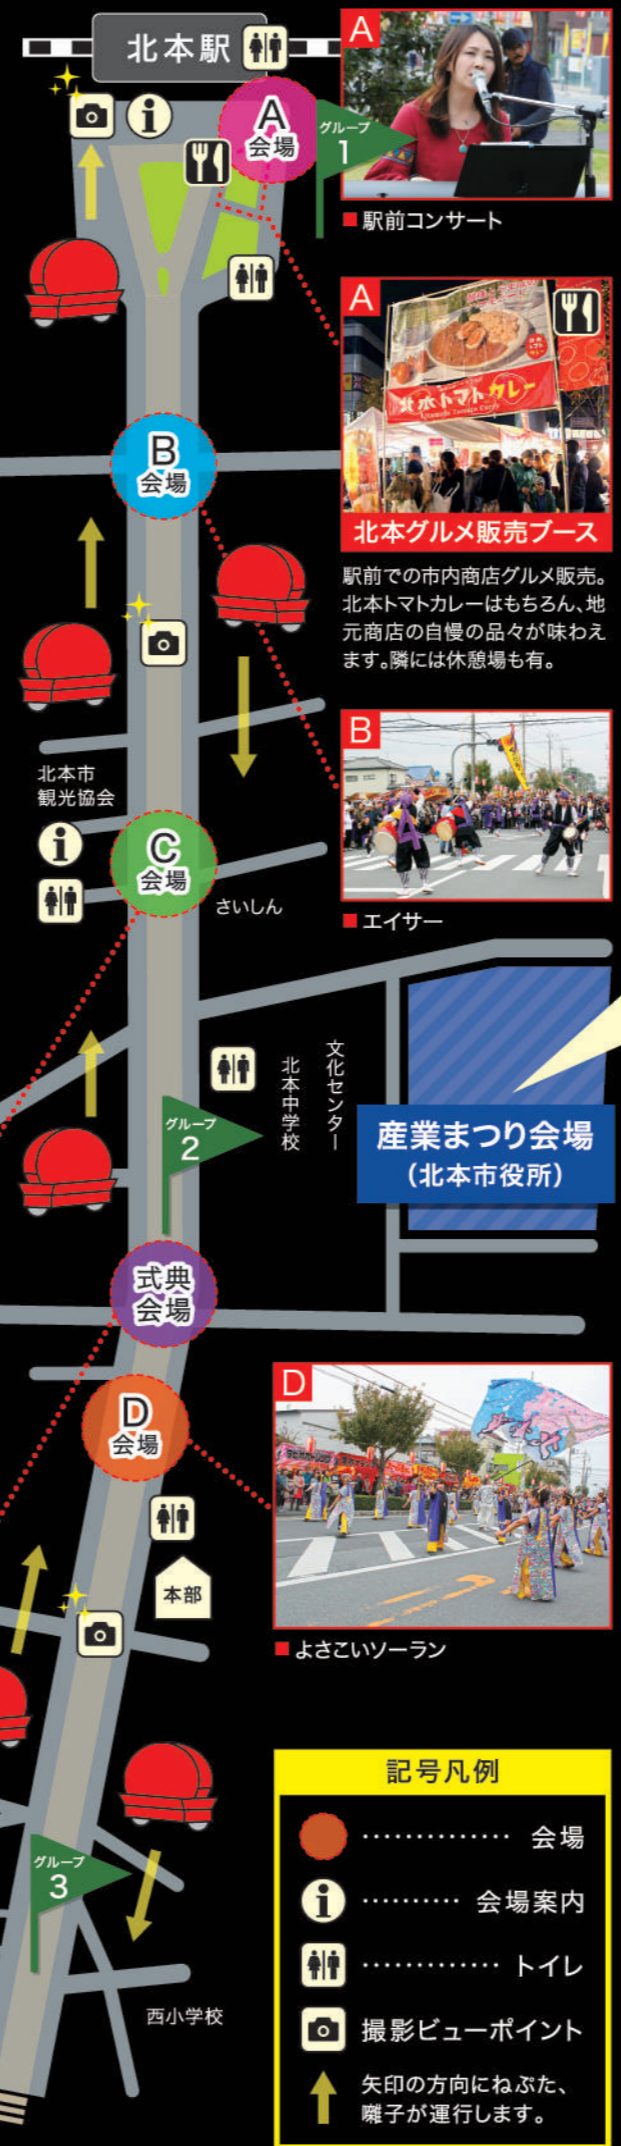 北本駅
A
会場
グループ
1
A
■ 駅前コンサート
A
北本トマトカレー
Kitamoto Tomato Curry
北本グルメ販売ブース
駅前での市内商店グルメ販売。
北本トマトカレーはもちろん、地
元商店の自慢の品々が味わえ
ます。隣には休憩場も有。
B
会場
B
■ エイサー
北本市
観光協会
C
会場
さいしん
文化センター
北本中学校
グループ
2
産業まつり会場
(北本市役所)
式典
会場
D
会場
D
■ よさこいソーラン
本部
グループ
3
西小学校
記号凡例
会場
会場案内
トイレ
撮影ビューポイント
矢印の方向にねぷた、
囃子が運行します。